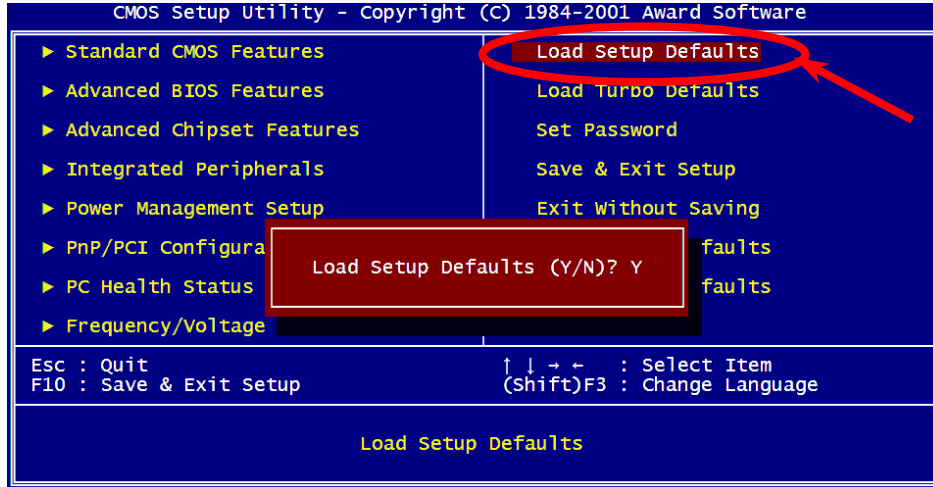 CMOS Setup Utility - Copyright (C) 1984-2001 Award Software
► Standard CMOS Features
► Advanced BIOS Features
► Advanced Chipset Features
► Integrated Peripherals
► Power Management Setup
► PnP/PCI Configura
► PC Health Status
► Frequency/Voltage
Load Setup Defaults
Load Turbo Defaults
Set Password
Save & Exit Setup
Exit Without Saving
faults
faults
Load Setup Defaults (Y/N)? Y
Esc : Quit
F10 : Save & Exit Setup
↑ ↓ → ← : Select Item
(Shift)F3 : Change Language
Load Setup Defaults